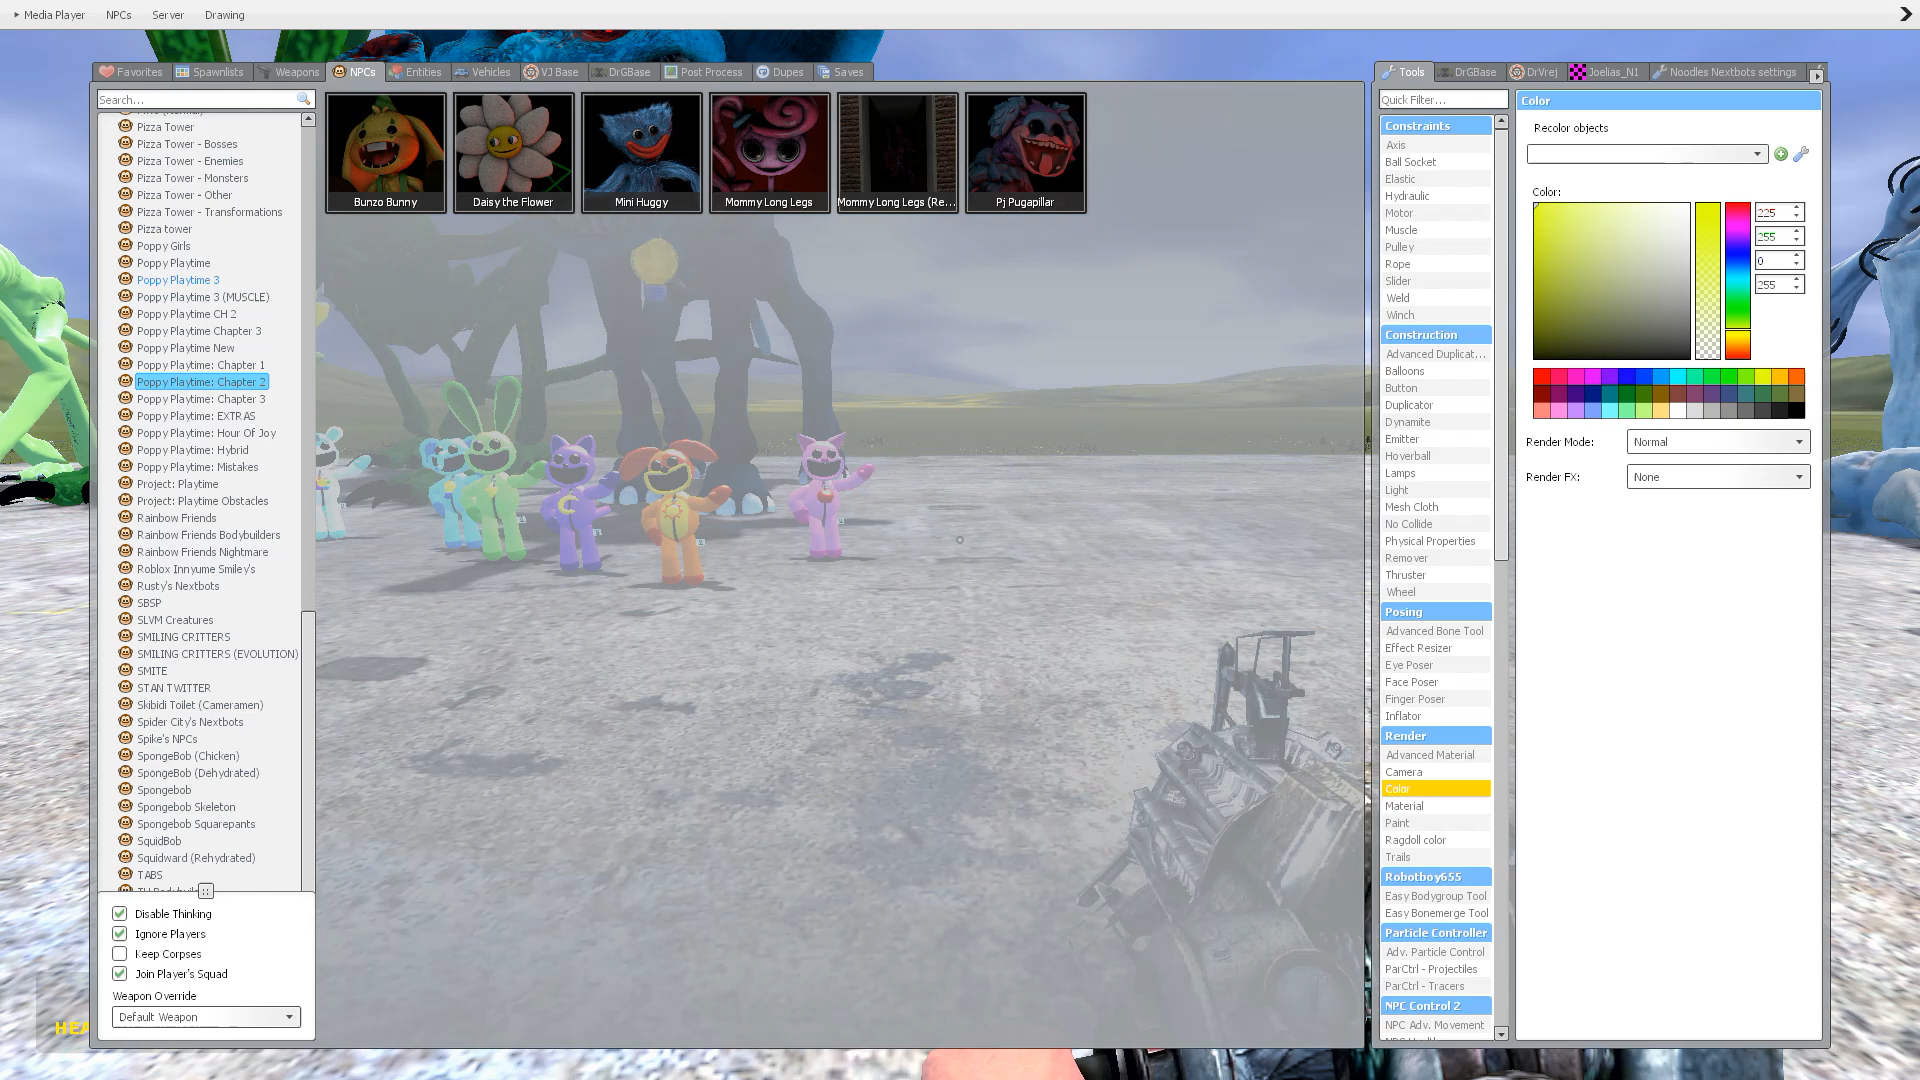 Media Player
NPCs
Server
Drawing
Favorites
Spawnlists
Weapons
NPCs
Entities
Vehicles
VJ Base
DrGBase
Post Process
Dupes
Saves
Search...
Pizza Tower
Pizza Tower - Bosses
Pizza Tower - Enemies
Pizza Tower - Monsters
Pizza Tower - Other
Pizza Tower - Transformations
Pizza tower
Poppy Girls
Poppy Playtime
Poppy Playtime 3
Poppy Playtime 3 (MUSCLE)
Poppy Playtime CH 2
Poppy Playtime Chapter 3
Poppy Playtime New
Poppy Playtime: Chapter 1
Poppy Playtime: Chapter 2
Poppy Playtime: Chapter 3
Poppy Playtime: EXTRAS
Poppy Playtime: Hour Of Joy
Poppy Playtime: Hybrid
Poppy Playtime: Mistakes
Project: Playtime
Project: Playtime Obstacles
Rainbow Friends
Rainbow Friends Bodybuilders
Rainbow Friends Nightmare
Roblox Innyume Smiley's
Rusty's Nextbots
SBSP
SLVM Creatures
SMILING CRITTERS
SMILING CRITTERS (EVOLUTION)
SMITE
STAN TWITTER
Skibidi Toilet (Cameramen)
Spider City's Nextbots
Spike's NPCs
SpongeBob (Chicken)
SpongeBob (Dehydrated)
Spongebob
Spongebob Skeleton
Spongebob Squarepants
SquidBob
Squidward (Rehydrated)
TABS
Disable Thinking
Ignore Players
Keep Corpses
Join Player's Squad
Weapon Override
Default Weapon
HEA
Bunzo Bunny
Daisy the Flower
Mini Huggy
Mommy Long Legs
Mommy Long Legs (Re...
Pj Pugapillar
Tools
DrGBase
DrVrej
Joelias_N1
Noodles Nextbots settings
Quick Filter...
Constraints
Axis
Ball Socket
Elastic
Hydraulic
Motor
Muscle
Pulley
Rope
Slider
Weld
Winch
Construction
Advanced Duplicat...
Balloons
Button
Duplicator
Dynamite
Emitter
Hoverball
Lamps
Light
Mesh Cloth
No Collide
Physical Properties
Remover
Thruster
Wheel
Posing
Advanced Bone Tool
Effect Resizer
Eye Poser
Face Poser
Finger Poser
Inflator
Render
Advanced Material
Camera
Color
Material
Paint
Ragdoll color
Trails
Robotboy655
Easy Bodygroup Tool
Easy Bonemerge Tool
Particle Controller
Adv. Particle Control
ParCtrl - Projectiles
ParCtrl - Tracers
NPC Control 2
NPC Adv. Movement
Color
Recolor objects
Color:
225
255
0
255
Render Mode:
Normal
Render FX:
None